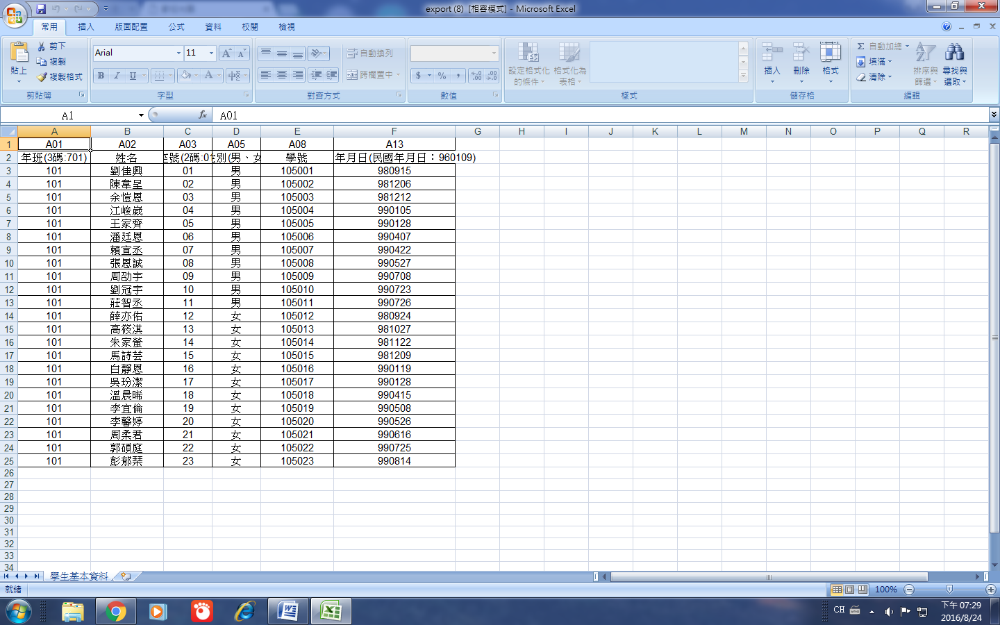 export (8) [相容模式] - Microsoft Excel
常用 插入 版面配置 公式 資料 校閱 檢視
貼上 剪下 複製 複製格式 剪貼簿
Arial 11 B I U A A A 中 字型
自動換列 跨欄置中 對齊方式
$ % , .0 .00 .00 .0 數值
設定格式化的條件 格式化為表格 樣式
插入 刪除 格式 儲存格
Σ 自動加總 填滿 清除 排序與篩選 尋找與選取 編輯
A1 fx A01
A B C D E F G H I J K L M N O P Q R
1 A01 A02 A03 A05 A08 A13
2 年班(3碼:701) 姓名 座號(2碼:0 別(男、女 學號 年月日(民國年月日：960109)
3 101 劉佳興 01 男 105001 980915
4 101 陳韋呈 02 男 105002 981206
5 101 余愷恩 03 男 105003 981212
6 101 江峻崴 04 男 105004 990105
7 101 王家齊 05 男 105005 990128
8 101 潘廷恩 06 男 105006 990407
9 101 賴宣丞 07 男 105007 990422
10 101 張恩誠 08 男 105008 990527
11 101 周劭宇 09 男 105009 990708
12 101 劉冠宇 10 男 105010 990723
13 101 莊智丞 11 男 105011 990726
14 101 薛亦佑 12 女 105012 980924
15 101 高筱淇 13 女 105013 981027
16 101 朱家螢 14 女 105014 981122
17 101 馬詩芸 15 女 105015 981209
18 101 白靜恩 16 女 105016 990119
19 101 吳玢潔 17 女 105017 990128
20 101 溫晨晞 18 女 105018 990415
21 101 李宜倫 19 女 105019 990508
22 101 李馨婷 20 女 105020 990526
23 101 周柔君 21 女 105021 990616
24 101 郭碩庭 22 女 105022 990725
25 101 彭郁琹 23 女 105023 990814
26
27
28
29
30
31
32
33
34
學生基本資料
就緒 100%
CH 下午 07:29
2016/8/24